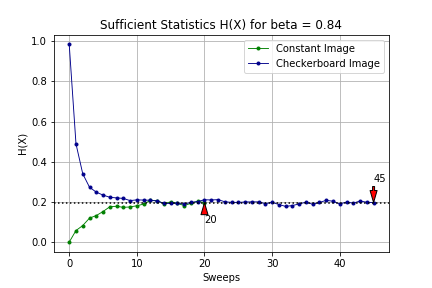 Sufficient Statistics H(X) for beta = 0.84
Constant Image
Checkerboard Image
H(X)
1.0
0.8
0.6
0.4
0.2
0.0
45
20
0
10
20
30
40
Sweeps